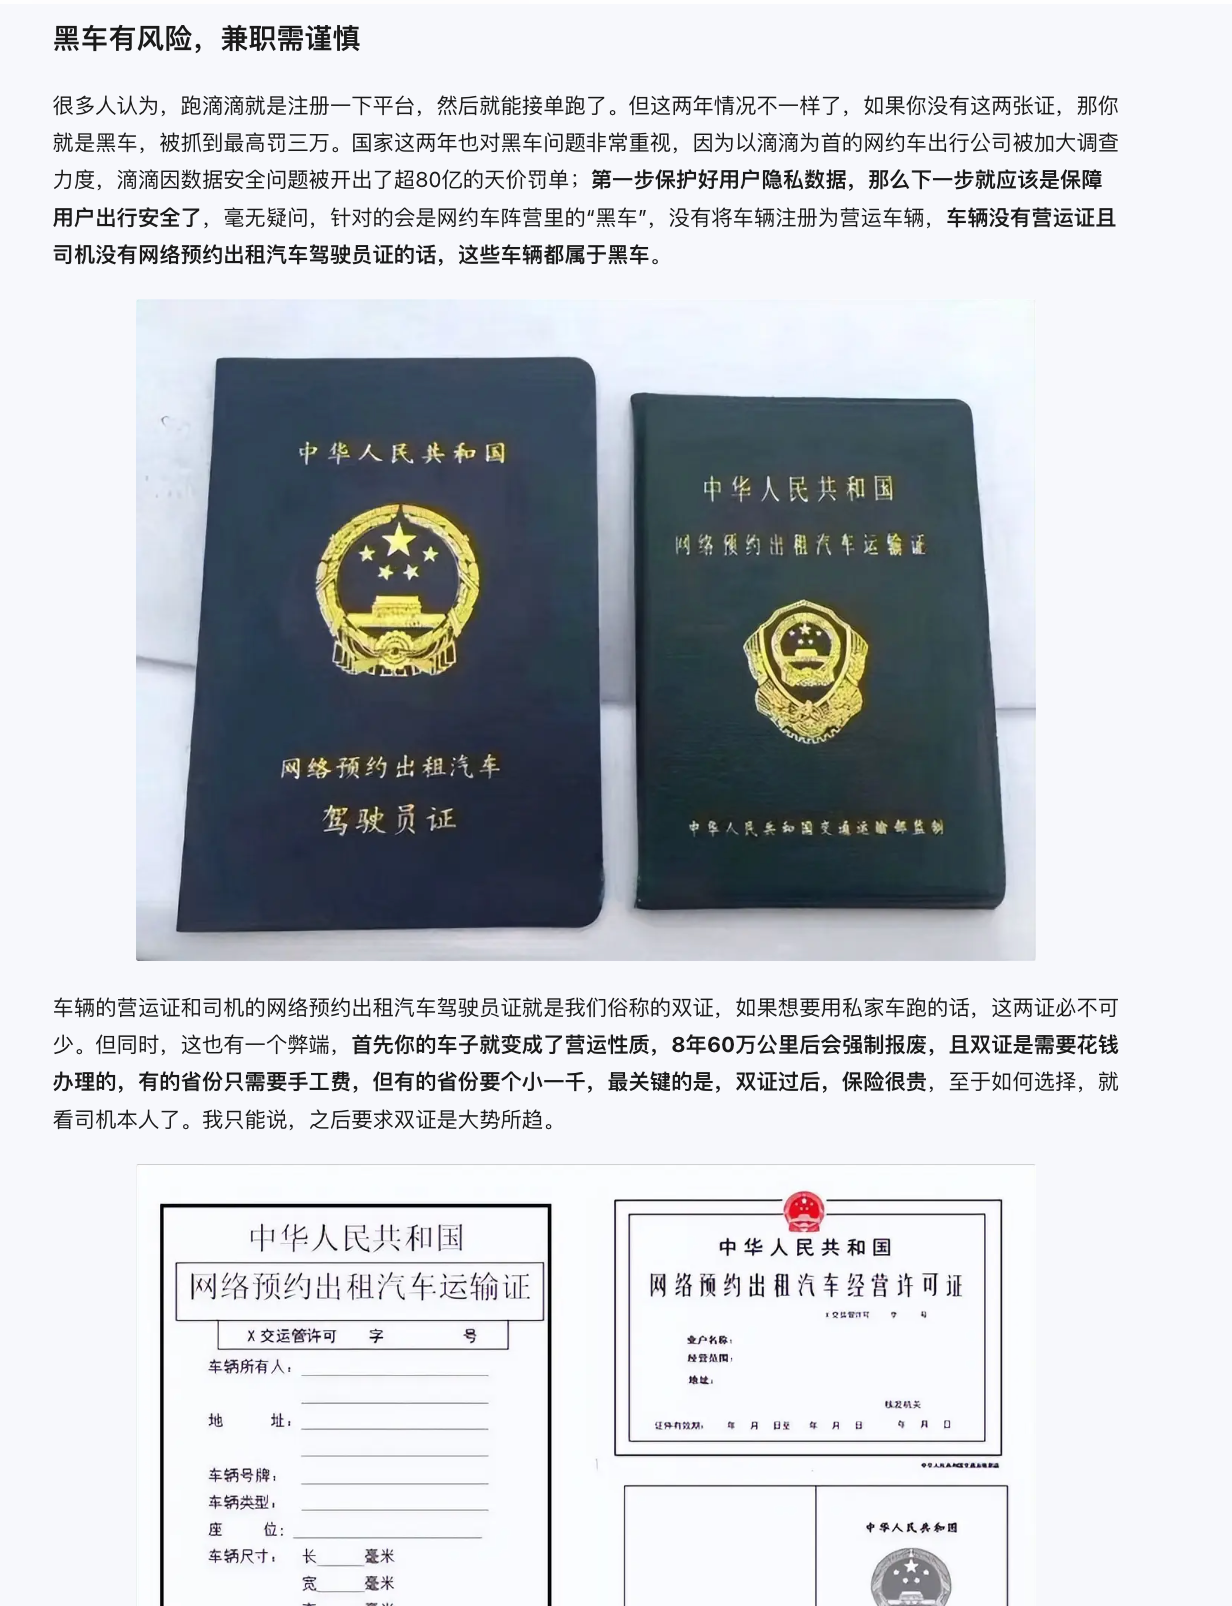 黑车有风险，兼职需谨慎
很多人认为，跑滴滴就是注册一下平台，然后就能接单跑了。但这两年情况不一样了，如果你没有这两张证，那你
就是黑车，被抓到最高罚三万。国家这两年也对黑车问题非常重视，因为以滴滴为首的网约车出行公司被加大调查
力度，滴滴因数据安全问题被开出了超80亿的天价罚单；第一步保护好用户隐私数据，那么下一步就应该是保障
用户出行安全了，毫无疑问，针对的会是网约车阵营里的“黑车”，没有将车辆注册为营运车辆，车辆没有营运证且
司机没有网络预约出租汽车驾驶员证的话，这些车辆都属于黑车。
中华人民共和国
网络预约出租汽车
驾驶员证
中华人民共和国
网络预约出租汽车运输证
中华人民共和国交通运输部监制
车辆的营运证和司机的网络预约出租汽车驾驶员证就是我们俗称的双证，如果想要用私家车跑的话，这两证必不可
少。但同时，这也有一个弊端，首先你的车子就变成了营运性质，8年60万公里后会强制报废，且双证是需要花钱
办理的，有的省份只需要手工费，但有的省份要个小一千，最关键的是，双证过后，保险很贵，至于如何选择，就
看司机本人了。我只能说，之后要求双证是大势所趋。
中华人民共和国
网络预约出租汽车运输证
X 交运管许可 字 号
车辆所有人：
地 址：
车辆号牌：
车辆类型：
座 位：
车辆尺寸： 长 毫米
宽 毫米
中华人民共和国
网络预约出租汽车经营许可证
X 交运管许可 字 号
业户名称：
经营范围：
地址：
核发机关
证件有效期： 年 月 日至 年 月 日 年 月 日
中华人民共和国交通运输部监制
中华人民共和国